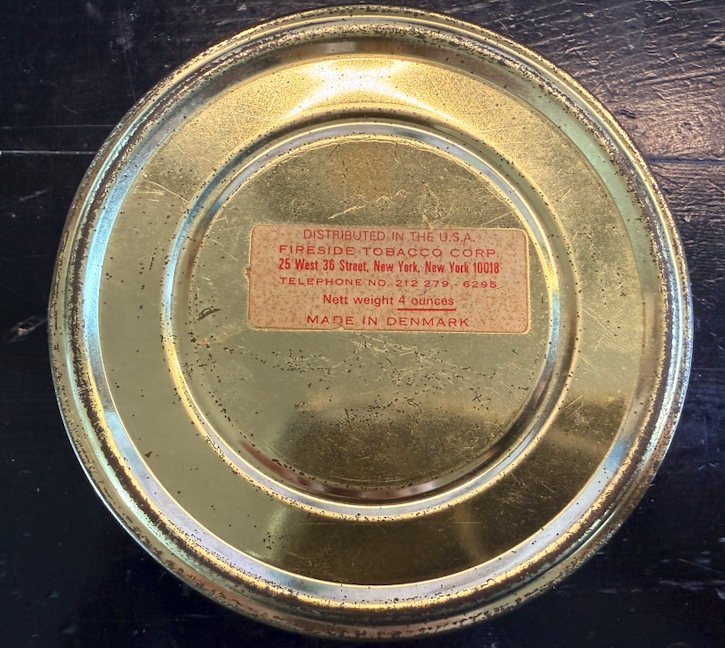 DISTRIBUTED IN THE U.S.A.
FIRESIDE TOBACCO CORP.
25 West 36 Street, New York, New York 10018
TELEPHONE NO. 212 279 6295
Nett weight 4 ounces
MADE IN DENMARK